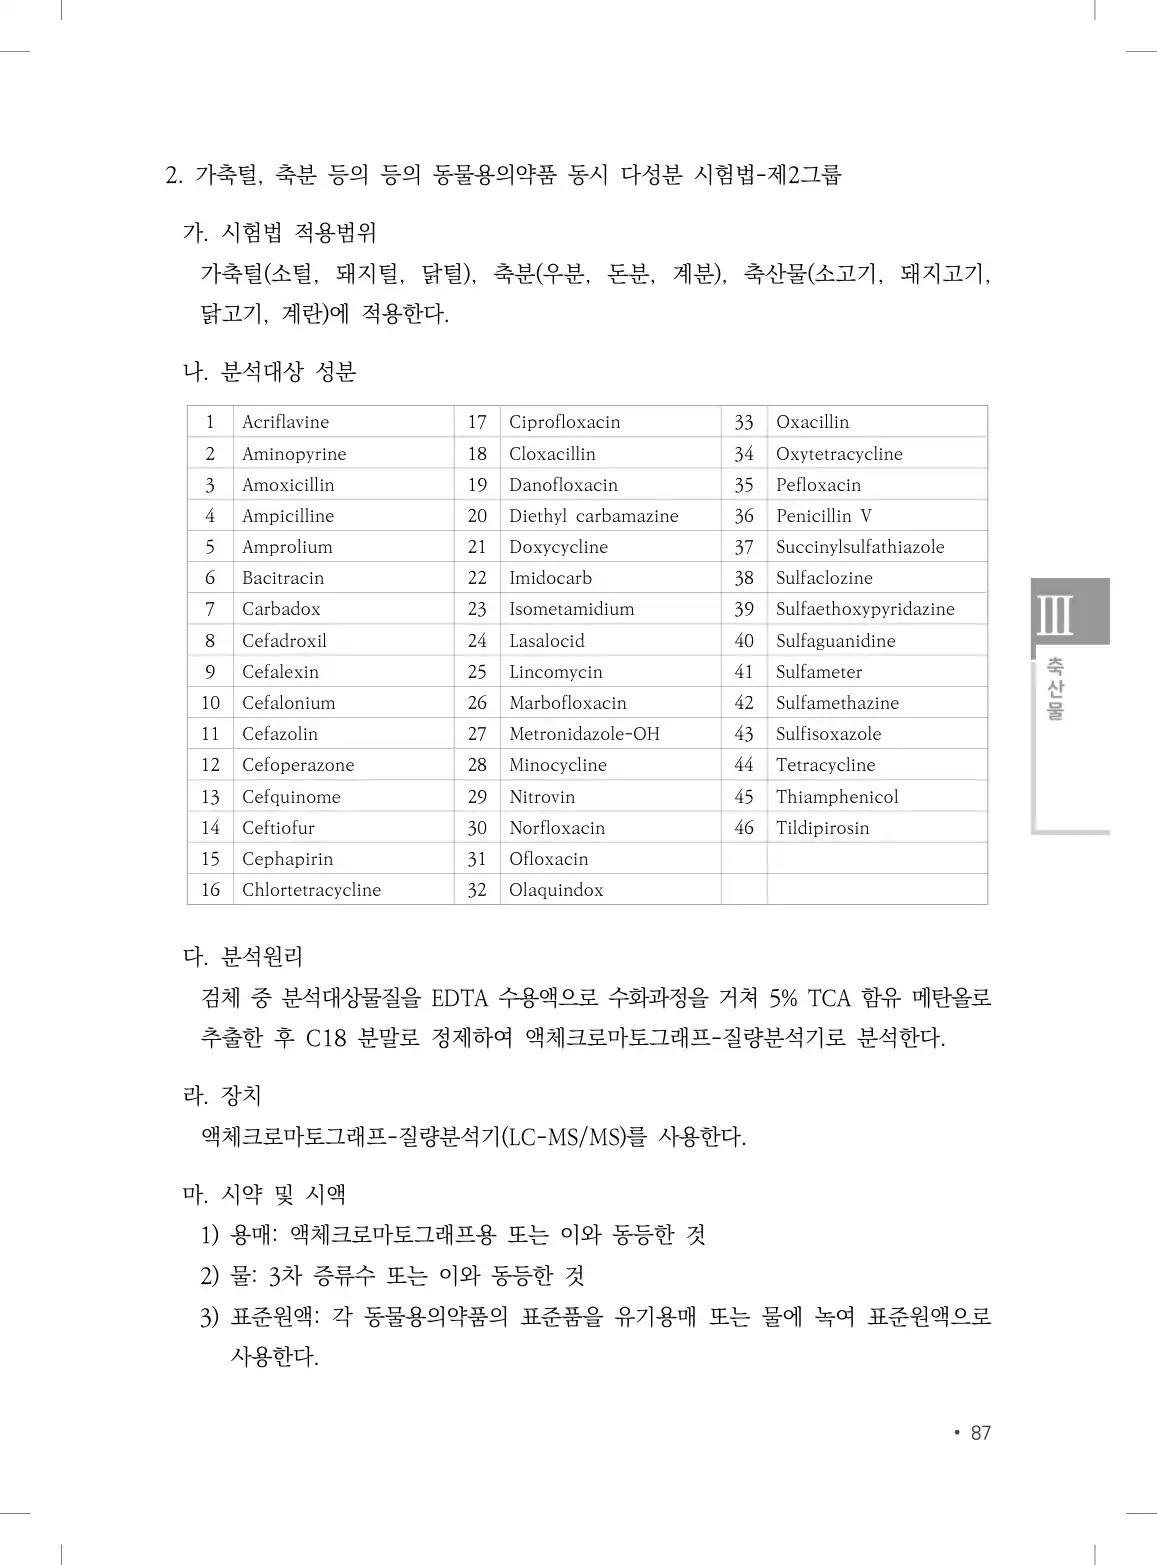 2. 가축털, 축분 등의 등의 동물용의약품 동시 다성분 시험법-제2그룹
가. 시험법 적용범위
가축털(소털, 돼지털, 닭털), 축분(우분, 돈분, 계분), 축산물(소고기, 돼지고기,
닭고기, 계란)에 적용한다.
나. 분석대상 성분
1 Acriflavine 17 Ciprofloxacin 33 Oxacillin
2 Aminopyrine 18 Cloxacillin 34 Oxytetracycline
3 Amoxicillin 19 Danofloxacin 35 Pefloxacin
4 Ampicilline 20 Diethyl carbamazine 36 Penicillin V
5 Amprolium 21 Doxycycline 37 Succinylsulfathiazole
6 Bacitracin 22 Imidocarb 38 Sulfaclozine
7 Carbadox 23 Isometamidium 39 Sulfaethoxypyridazine
8 Cefadroxil 24 Lasalocid 40 Sulfaguanidine
9 Cefalexin 25 Lincomycin 41 Sulfameter
10 Cefalonium 26 Marbofloxacin 42 Sulfamethazine
11 Cefazolin 27 Metronidazole-OH 43 Sulfisoxazole
12 Cefoperazone 28 Minocycline 44 Tetracycline
13 Cefquinome 29 Nitrovin 45 Thiamphenicol
14 Ceftiofur 30 Norfloxacin 46 Tildipirosin
15 Cephapirin 31 Ofloxacin
16 Chlortetracycline 32 Olaquindox
다. 분석원리
검체 중 분석대상물질을 EDTA 수용액으로 수화과정을 거쳐 5% TCA 함유 메탄올로
추출한 후 C18 분말로 정제하여 액체크로마토그래프-질량분석기로 분석한다.
라. 장치
액체크로마토그래프-질량분석기(LC-MS/MS)를 사용한다.
마. 시약 및 시액
1) 용매: 액체크로마토그래프용 또는 이와 동등한 것
2) 물: 3차 증류수 또는 이와 동등한 것
3) 표준원액: 각 동물용의약품의 표준품을 유기용매 또는 물에 녹여 표준원액으로
사용한다.
III
축산물
• 87